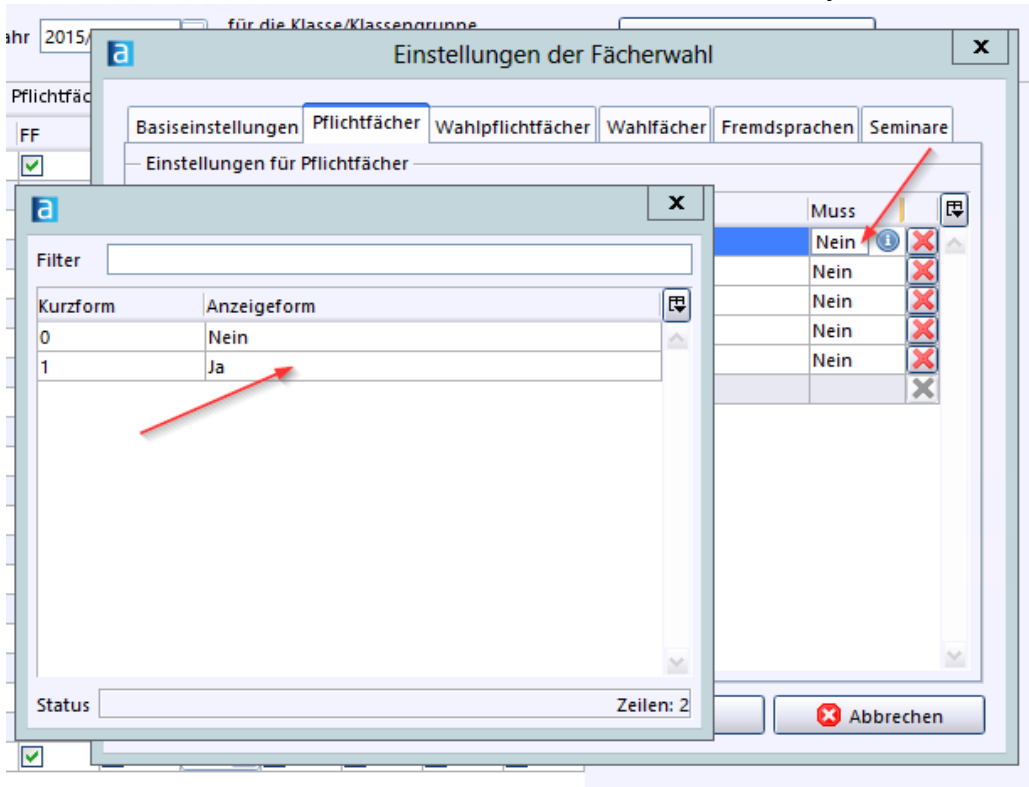 ahr 2015/ für die Klasse/Klassengruppe
Einstellungen der Fächerwahl x
Pflichtfäc
FF
Basiseinstellungen Pflichtfächer Wahlpflichtfächer Wahlfächer Fremdsprachen Seminare
Einstellungen für Pflichtfächer
a x
Muss
Nein
Nein
Nein
Nein
Nein
Filter
Kurzform Anzeigeform
0 Nein
1 Ja
Status Zeilen: 2
Abbrechen